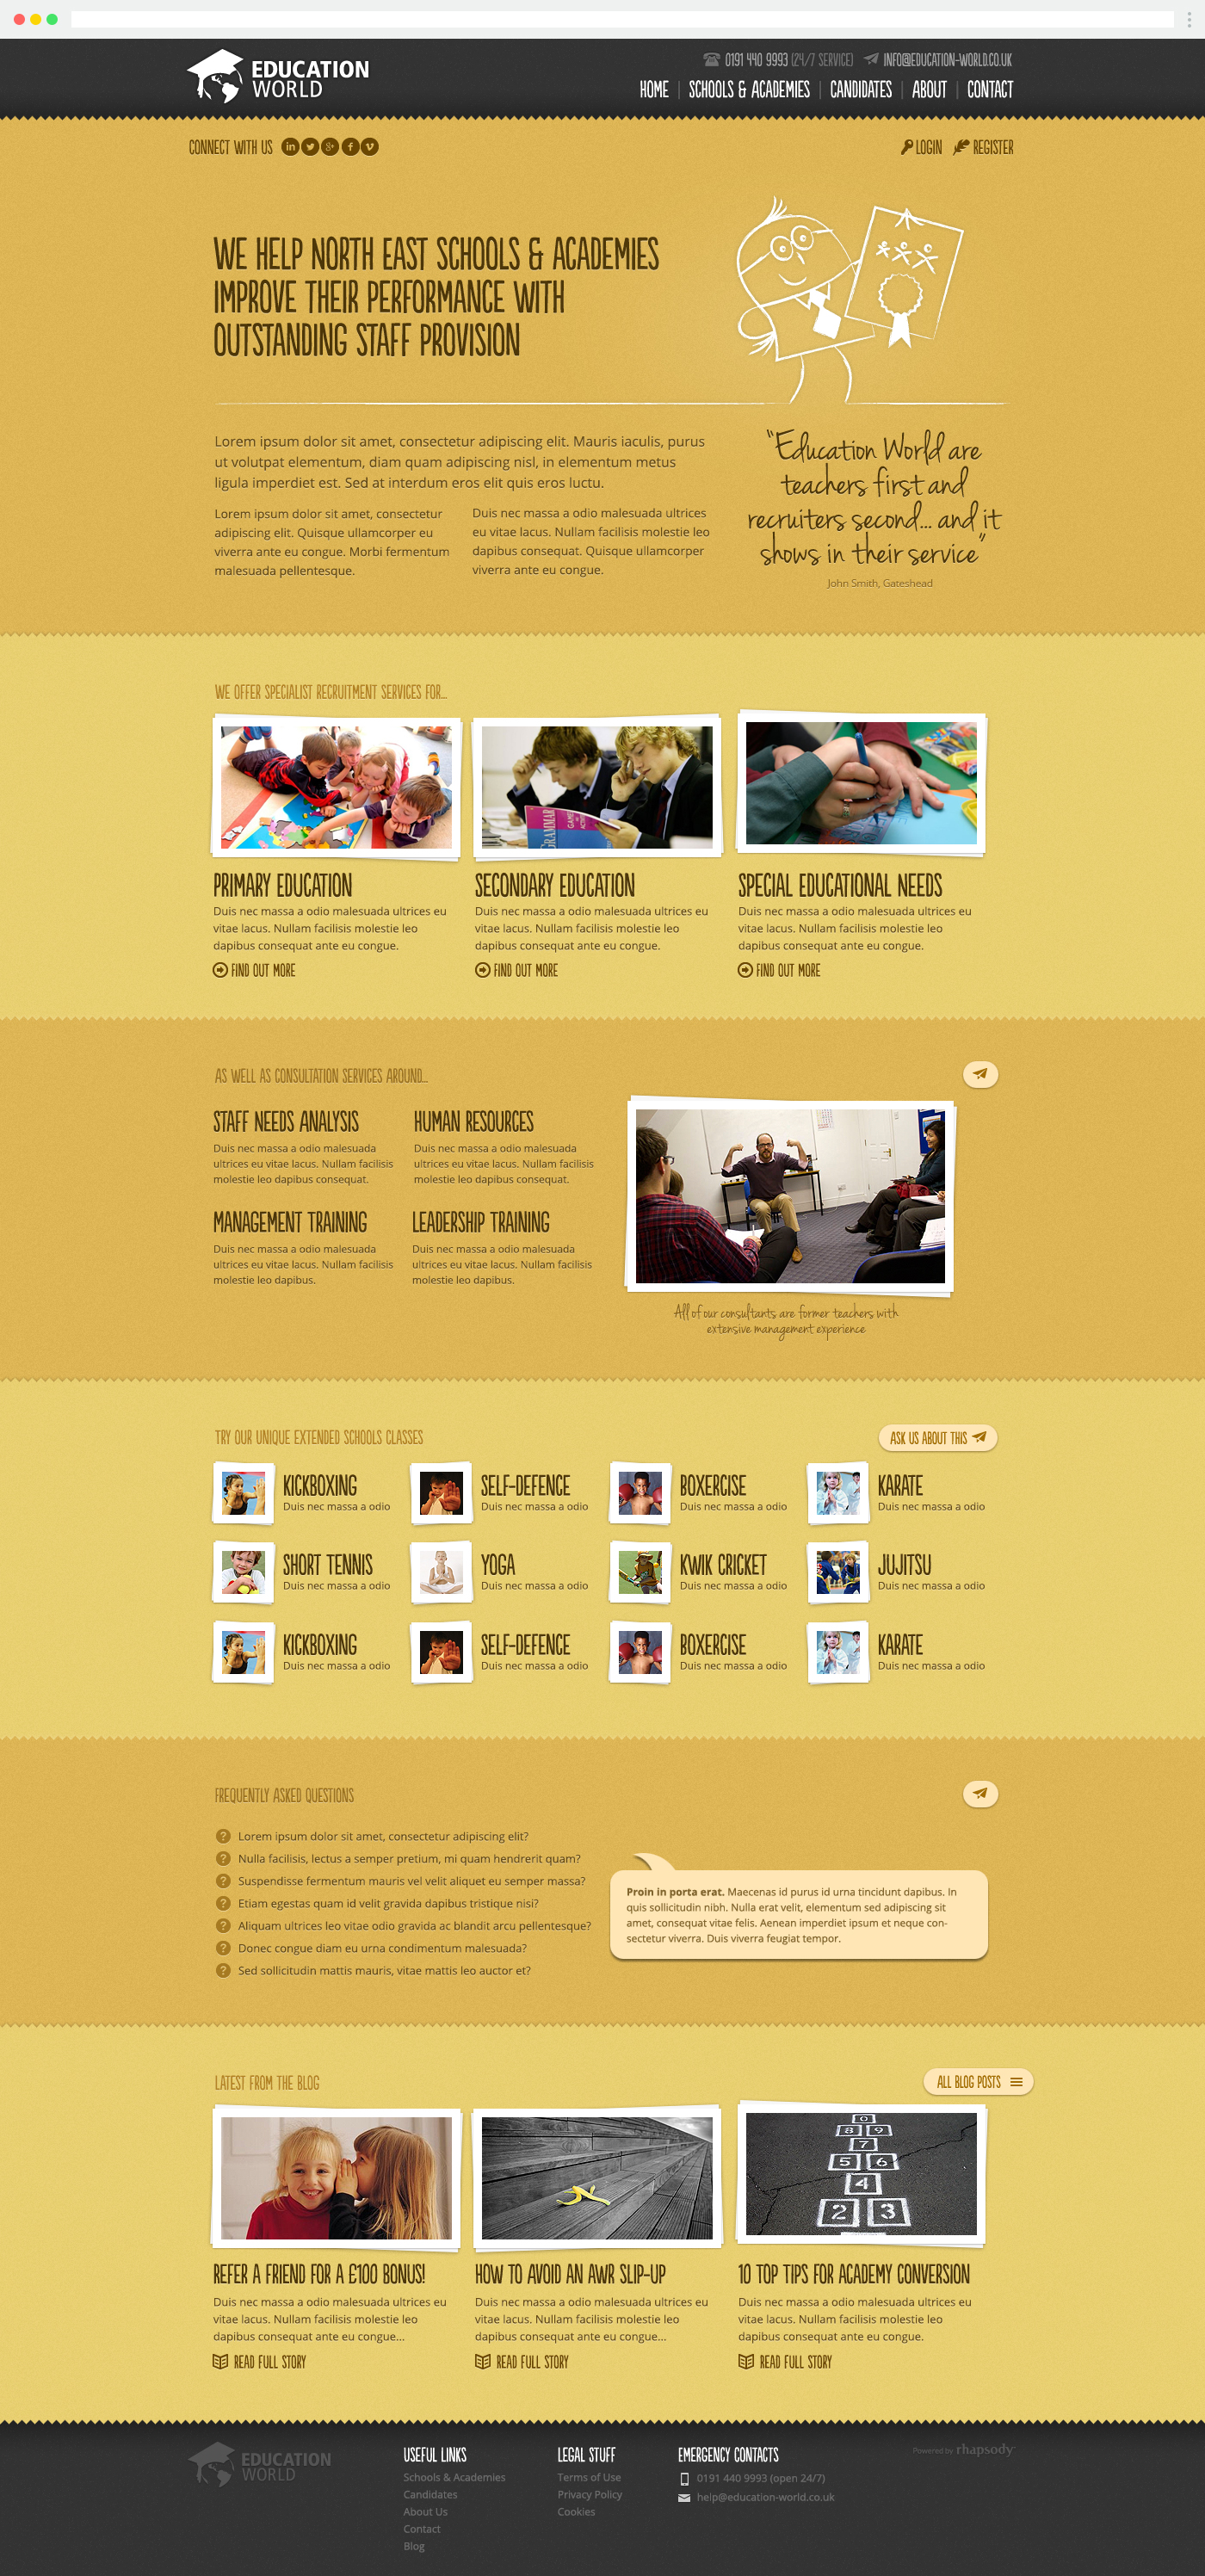 EDUCATION
WORLD
0191 440 9993 (24/7 SERVICE) INFO@EDUCATION-WORLD.CO.UK
HOME | SCHOOLS & ACADEMIES | CANDIDATES | ABOUT | CONTACT
CONNECT WITH US
LOGIN REGISTER
WE HELP NORTH EAST SCHOOLS & ACADEMIES
IMPROVE THEIR PERFORMANCE WITH
OUTSTANDING STAFF PROVISION
Lorem ipsum dolor sit amet, consectetur adipiscing elit. Mauris iaculis, purus
ut volutpat elementum, diam quam adipiscing nisl, in elementum metus
ligula imperdiet est. Sed at interdum eros elit quis eros luctu.
Lorem ipsum dolor sit amet, consectetur
adipiscing elit. Quisque ullamcorper eu
viverra ante eu congue. Morbi fermentum
malesuada pellentesque.
Duis nec massa a odio malesuada ultrices
eu vitae lacus. Nullam facilisis molestie leo
dapibus consequat. Quisque ullamcorper
viverra ante eu congue.
“Education World are
teachers first and
recruiters second... and it
shows in their service”
John Smith, Gateshead
WE OFFER SPECIALIST RECRUITMENT SERVICES FOR...
GRAMMAR
PRIMARY EDUCATION
Duis nec massa a odio malesuada ultrices eu
vitae lacus. Nullam facilisis molestie leo
dapibus consequat ante eu congue.
FIND OUT MORE
SECONDARY EDUCATION
Duis nec massa a odio malesuada ultrices eu
vitae lacus. Nullam facilisis molestie leo
dapibus consequat ante eu congue.
FIND OUT MORE
SPECIAL EDUCATIONAL NEEDS
Duis nec massa a odio malesuada ultrices eu
vitae lacus. Nullam facilisis molestie leo
dapibus consequat ante eu congue.
FIND OUT MORE
AS WELL AS CONSULTATION SERVICES AROUND...
STAFF NEEDS ANALYSIS
Duis nec massa a odio malesuada
ultrices eu vitae lacus. Nullam facilisis
molestie leo dapibus consequat.
HUMAN RESOURCES
Duis nec massa a odio malesuada
ultrices eu vitae lacus. Nullam facilisis
molestie leo dapibus consequat.
MANAGEMENT TRAINING
Duis nec massa a odio malesuada
ultrices eu vitae lacus. Nullam facilisis
molestie leo dapibus.
LEADERSHIP TRAINING
Duis nec massa a odio malesuada
ultrices eu vitae lacus. Nullam facilisis
molestie leo dapibus.
All of our consultants are former teachers with
extensive management experience
TRY OUR UNIQUE EXTENDED SCHOOLS CLASSES
ASK US ABOUT THIS
KICKBOXING
Duis nec massa a odio
SELF-DEFENCE
Duis nec massa a odio
BOXERCISE
Duis nec massa a odio
KARATE
Duis nec massa a odio
SHORT TENNIS
Duis nec massa a odio
YOGA
Duis nec massa a odio
KWIK CRICKET
Duis nec massa a odio
JUJITSU
Duis nec massa a odio
KICKBOXING
Duis nec massa a odio
SELF-DEFENCE
Duis nec massa a odio
BOXERCISE
Duis nec massa a odio
KARATE
Duis nec massa a odio
FREQUENTLY ASKED QUESTIONS
Lorem ipsum dolor sit amet, consectetur adipiscing elit?
Nulla facilisis, lectus a semper pretium, mi quam hendrerit quam?
Suspendisse fermentum mauris vel velit aliquet eu semper massa?
Etiam egestas quam id velit gravida dapibus tristique nisi?
Aliquam ultrices leo vitae odio gravida ac blandit arcu pellentesque?
Donec congue diam eu urna condimentum malesuada?
Sed sollicitudin mattis mauris, vitae mattis leo auctor et?
Proin in porta erat. Maecenas id purus id urna tincidunt dapibus. In
quis sollicitudin nibh. Nulla erat velit, elementum sed adipiscing sit
amet, consequat vitae felis. Aenean imperdiet ipsum et neque con-
sectetur viverra. Duis viverra feugiat tempor.
LATEST FROM THE BLOG
ALL BLOG POSTS
0
8 9
7
5 6
4
2 3
REFER A FRIEND FOR A £100 BONUS!
Duis nec massa a odio malesuada ultrices eu
vitae lacus. Nullam facilisis molestie leo
dapibus consequat ante eu congue...
READ FULL STORY
HOW TO AVOID AN AWR SLIP-UP
Duis nec massa a odio malesuada ultrices eu
vitae lacus. Nullam facilisis molestie leo
dapibus consequat ante eu congue...
READ FULL STORY
10 TOP TIPS FOR ACADEMY CONVERSION
Duis nec massa a odio malesuada ultrices eu
vitae lacus. Nullam facilisis molestie leo
dapibus consequat ante eu congue.
READ FULL STORY
EDUCATION
WORLD
USEFUL LINKS
Schools & Academies
Candidates
About Us
Contact
Blog
LEGAL STUFF
Terms of Use
Privacy Policy
Cookies
EMERGENCY CONTACTS
0191 440 9993 (open 24/7)
help@education-world.co.uk
Powered by rhapsody